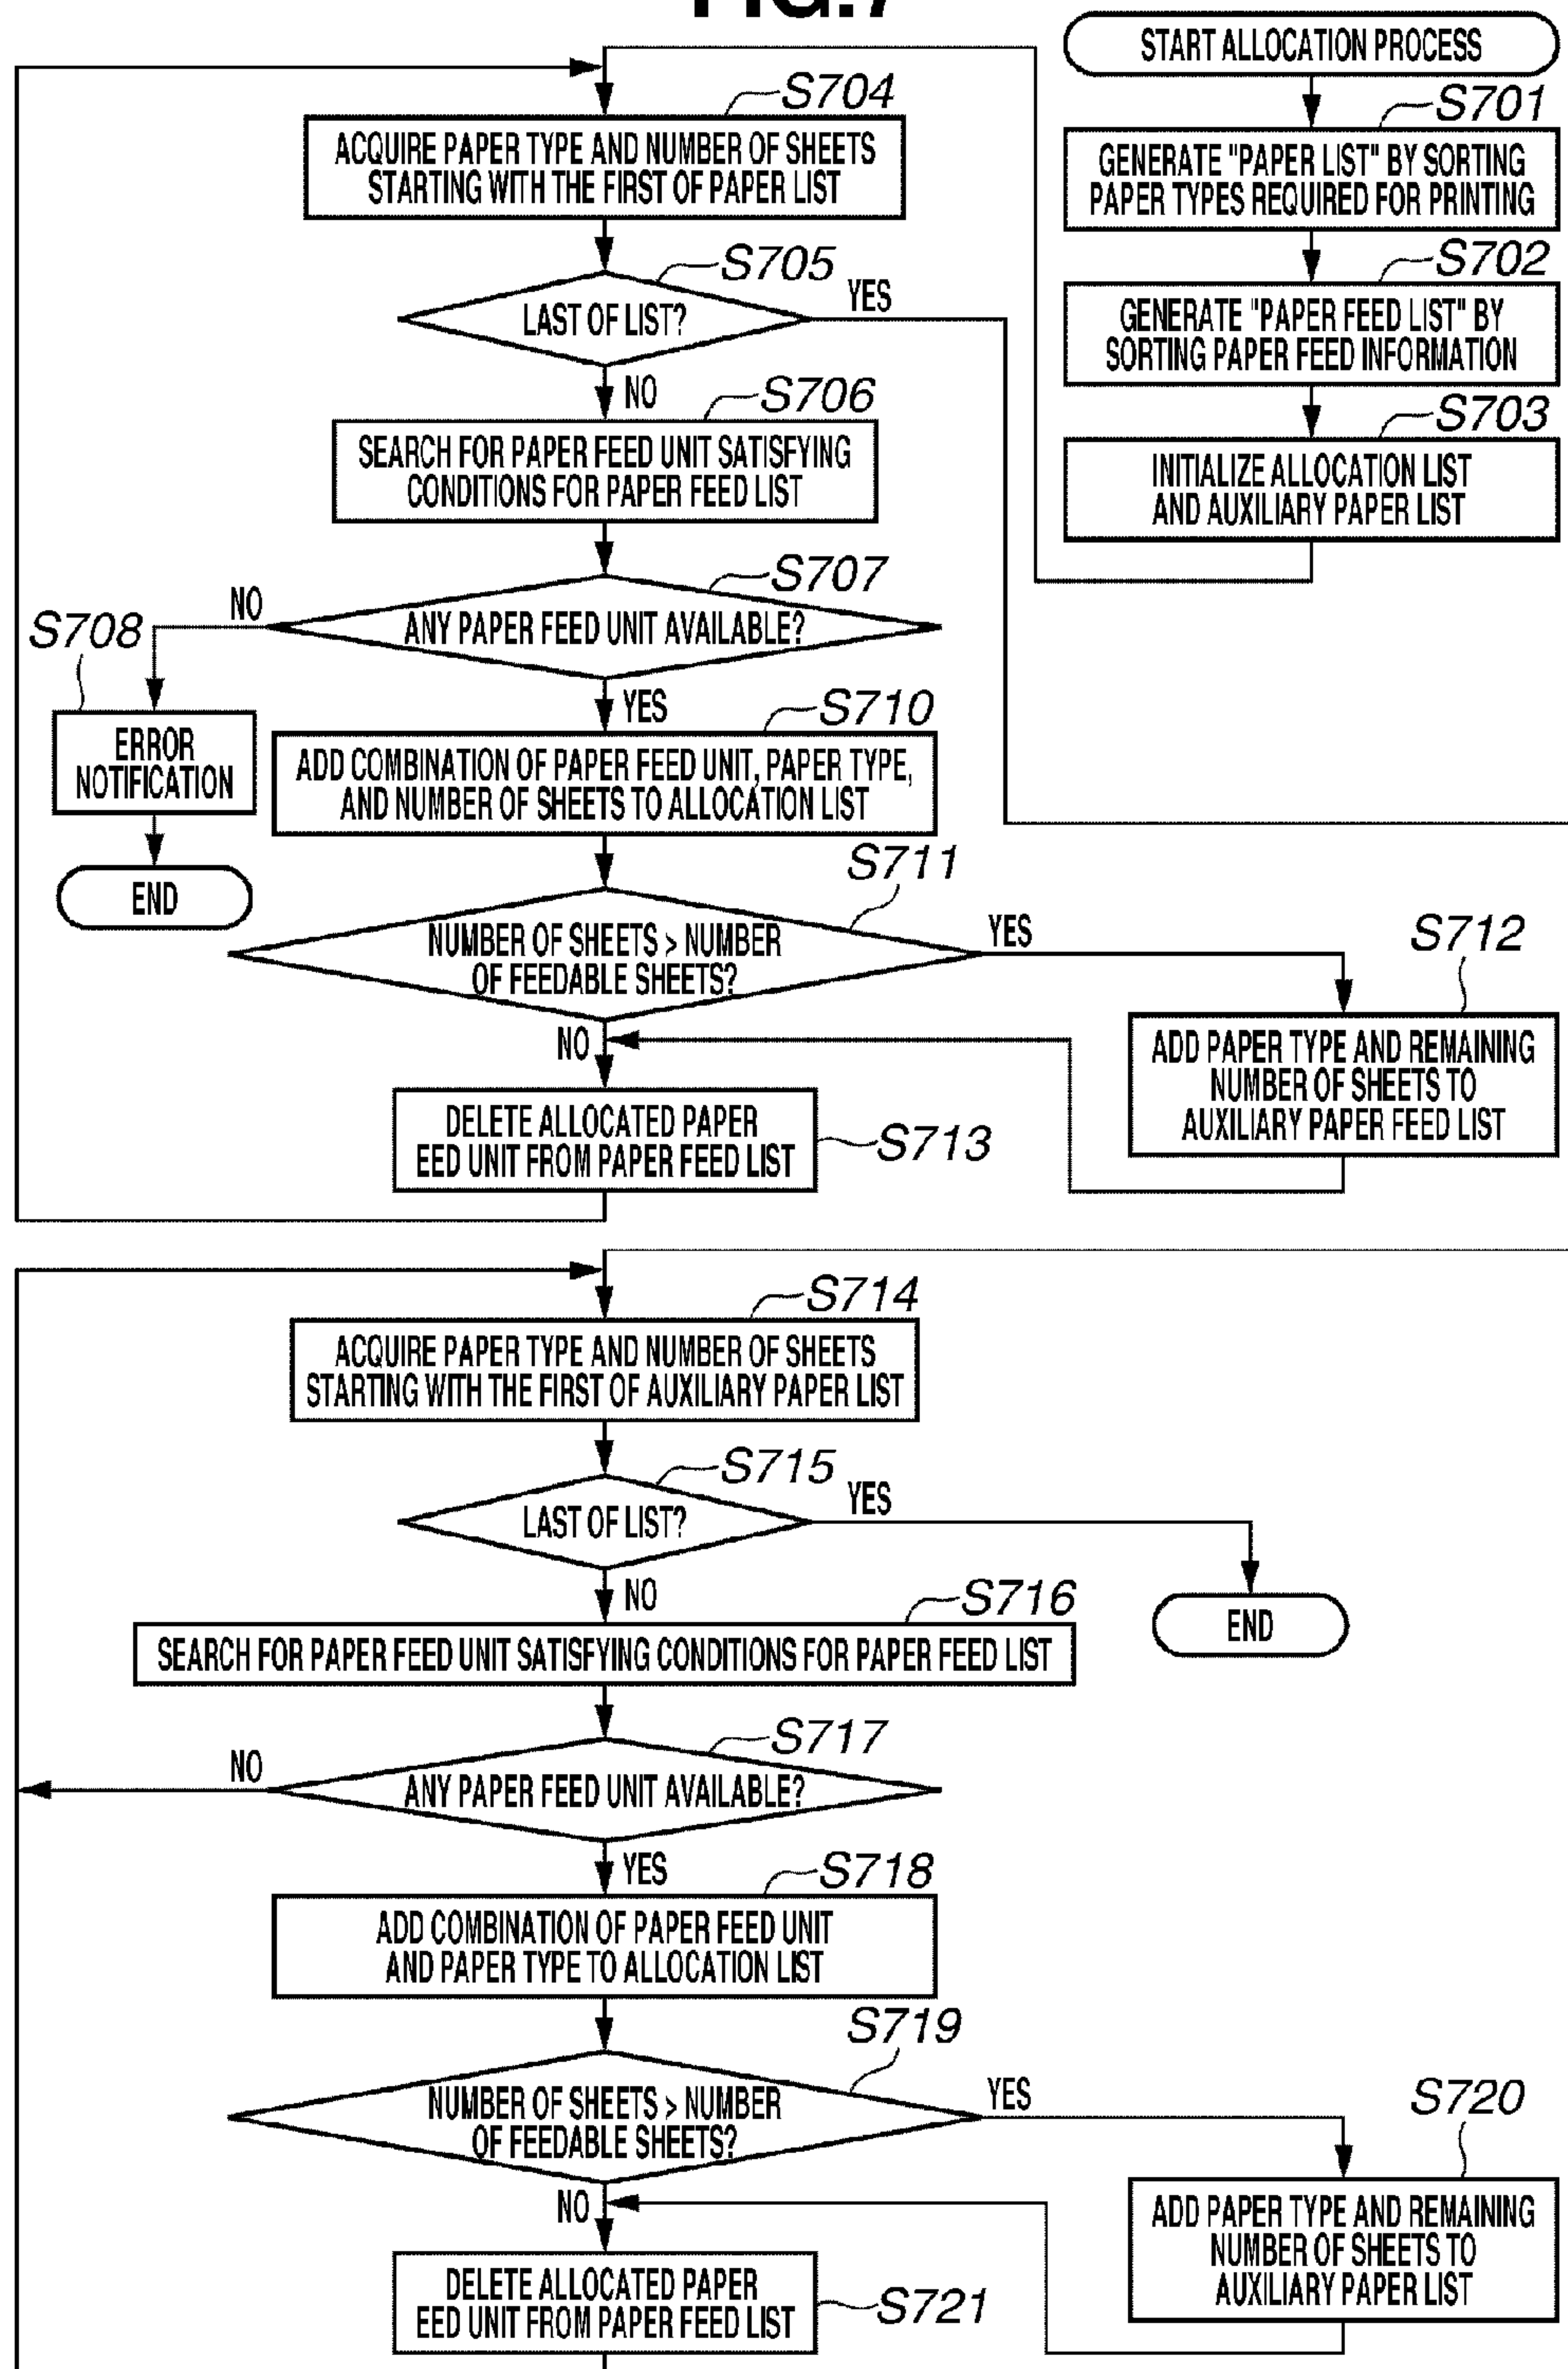 FIG.7
START ALLOCATION PROCESS
S701
GENERATE "PAPER LIST" BY SORTING
PAPER TYPES REQUIRED FOR PRINTING
S702
GENERATE "PAPER FEED LIST" BY
SORTING PAPER FEED INFORMATION
S703
INITIALIZE ALLOCATION LIST
AND AUXILIARY PAPER LIST
S704
ACQUIRE PAPER TYPE AND NUMBER OF SHEETS
STARTING WITH THE FIRST OF PAPER LIST
S705
LAST OF LIST?
YES
NO
S706
SEARCH FOR PAPER FEED UNIT SATISFYING
CONDITIONS FOR PAPER FEED LIST
S707
ANY PAPER FEED UNIT AVAILABLE?
NO
S708
ERROR
NOTIFICATION
END
YES
S710
ADD COMBINATION OF PAPER FEED UNIT, PAPER TYPE,
AND NUMBER OF SHEETS TO ALLOCATION LIST
S711
NUMBER OF SHEETS > NUMBER
OF FEEDABLE SHEETS?
YES
S712
ADD PAPER TYPE AND REMAINING
NUMBER OF SHEETS TO
AUXILIARY PAPER FEED LIST
NO
DELETE ALLOCATED PAPER
EED UNIT FROM PAPER FEED LIST
S713
S714
ACQUIRE PAPER TYPE AND NUMBER OF SHEETS
STARTING WITH THE FIRST OF AUXILIARY PAPER LIST
S715
LAST OF LIST?
YES
END
NO
S716
SEARCH FOR PAPER FEED UNIT SATISFYING CONDITIONS FOR PAPER FEED LIST
S717
ANY PAPER FEED UNIT AVAILABLE?
NO
YES
S718
ADD COMBINATION OF PAPER FEED UNIT
AND PAPER TYPE TO ALLOCATION LIST
S719
NUMBER OF SHEETS > NUMBER
OF FEEDABLE SHEETS?
YES
S720
ADD PAPER TYPE AND REMAINING
NUMBER OF SHEETS TO
AUXILIARY PAPER LIST
NO
DELETE ALLOCATED PAPER
EED UNIT FROM PAPER FEED LIST
S721